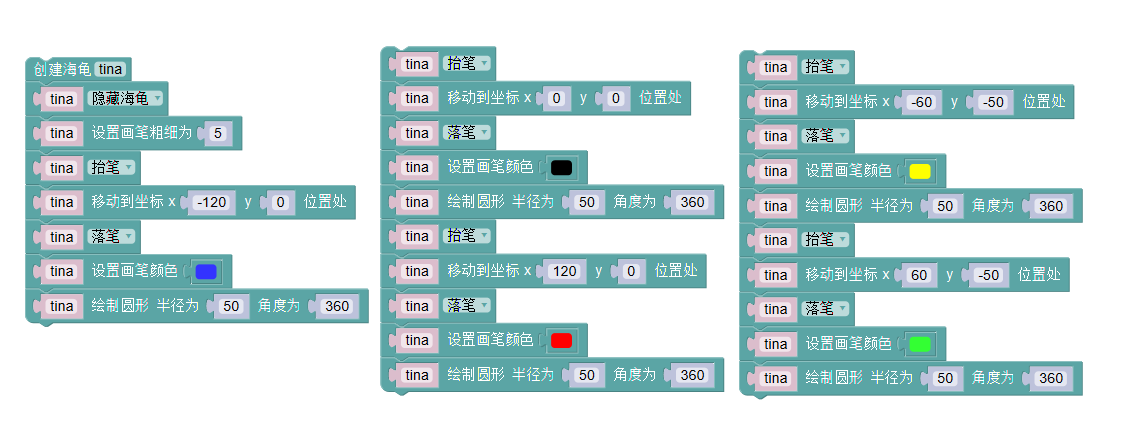 创建海龟 tina
tina 隐藏海龟
tina 设置画笔粗细为 5
tina 抬笔
tina 移动到坐标 x -120 y 0 位置处
tina 落笔
tina 设置画笔颜色
tina 绘制圆形 半径为 50 角度为 360
tina 抬笔
tina 移动到坐标 x 0 y 0 位置处
tina 落笔
tina 设置画笔颜色
tina 绘制圆形 半径为 50 角度为 360
tina 抬笔
tina 移动到坐标 x 120 y 0 位置处
tina 落笔
tina 设置画笔颜色
tina 绘制圆形 半径为 50 角度为 360
tina 抬笔
tina 移动到坐标 x -60 y -50 位置处
tina 落笔
tina 设置画笔颜色
tina 绘制圆形 半径为 50 角度为 360
tina 抬笔
tina 移动到坐标 x 60 y -50 位置处
tina 落笔
tina 设置画笔颜色
tina 绘制圆形 半径为 50 角度为 360